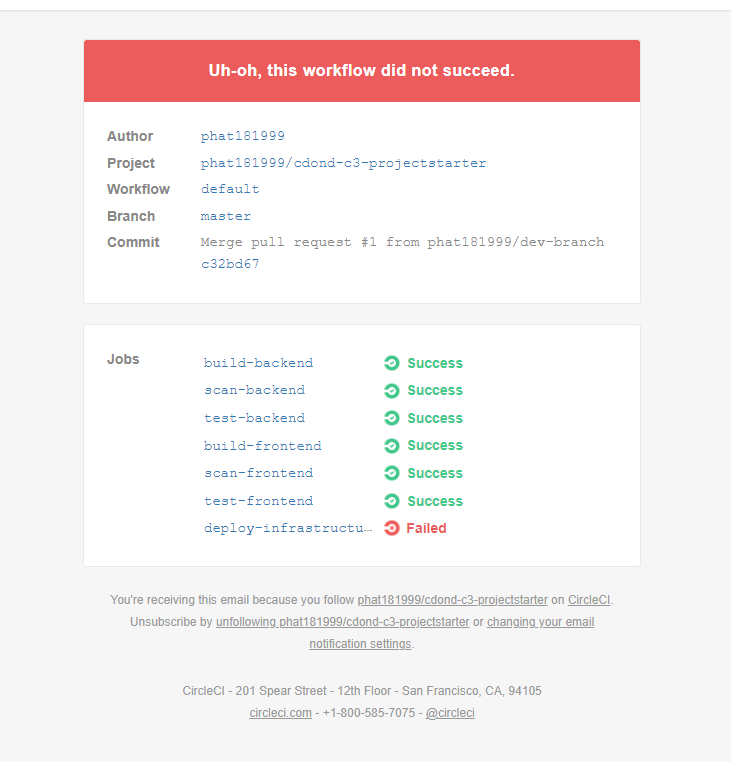 Uh-oh, this workflow did not succeed.
Author phat181999
Project phat181999/cdond-c3-projectstarter
Workflow default
Branch master
Commit Merge pull request #1 from phat181999/dev-branch
c32bd67
Jobs build-backend Success
scan-backend Success
test-backend Success
build-frontend Success
scan-frontend Success
test-frontend Success
deploy-infrastructu… Failed
You're receiving this email because you follow phat181999/cdond-c3-projectstarter on CircleCI.
Unsubscribe by unfollowing phat181999/cdond-c3-projectstarter or changing your email
notification settings.
CircleCI - 201 Spear Street - 12th Floor - San Francisco, CA, 94105
circleci.com - +1-800-585-7075 - @circleci